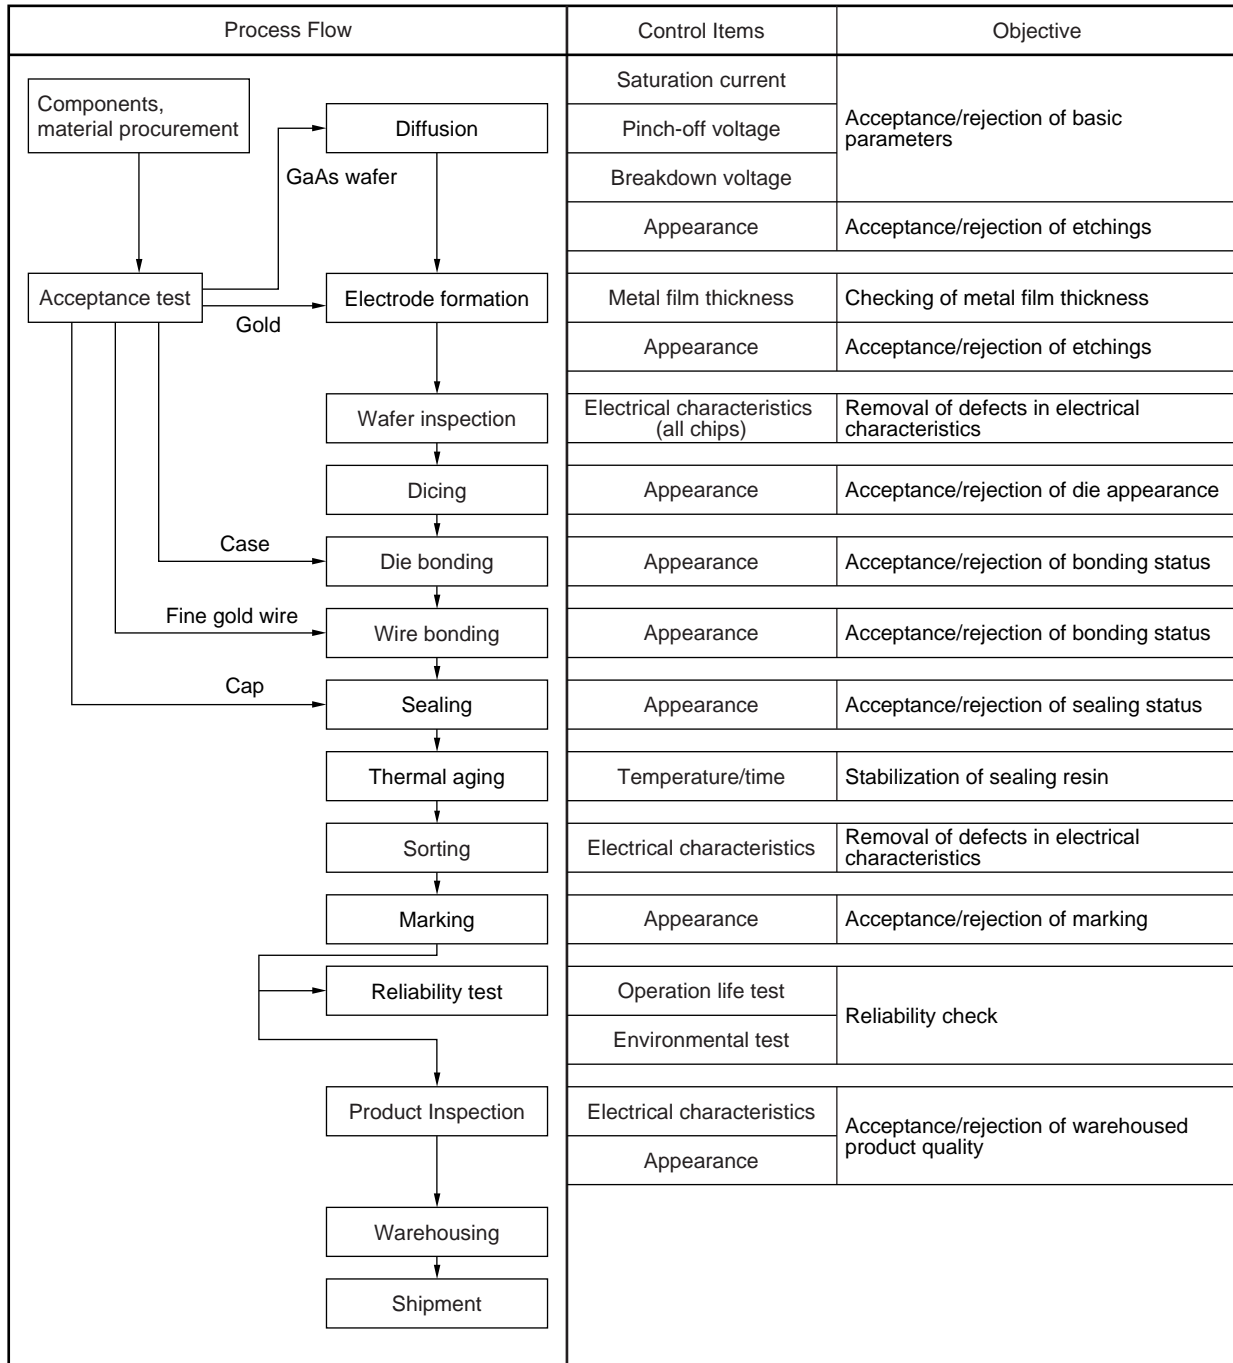 Process Flow
Control Items
Objective
Components,
material procurement
Diffusion
GaAs wafer
Saturation current
Pinch-off voltage
Breakdown voltage
Acceptance/rejection of basic
parameters
Appearance
Acceptance/rejection of etchings
Acceptance test
Gold
Electrode formation
Metal film thickness
Checking of metal film thickness
Appearance
Acceptance/rejection of etchings
Wafer inspection
Electrical characteristics
(all chips)
Removal of defects in electrical
characteristics
Dicing
Appearance
Acceptance/rejection of die appearance
Case
Die bonding
Appearance
Acceptance/rejection of bonding status
Fine gold wire
Wire bonding
Appearance
Acceptance/rejection of bonding status
Cap
Sealing
Appearance
Acceptance/rejection of sealing status
Thermal aging
Temperature/time
Stabilization of sealing resin
Sorting
Electrical characteristics
Removal of defects in electrical
characteristics
Marking
Appearance
Acceptance/rejection of marking
Reliability test
Operation life test
Environmental test
Reliability check
Product Inspection
Electrical characteristics
Appearance
Acceptance/rejection of warehoused
product quality
Warehousing
Shipment